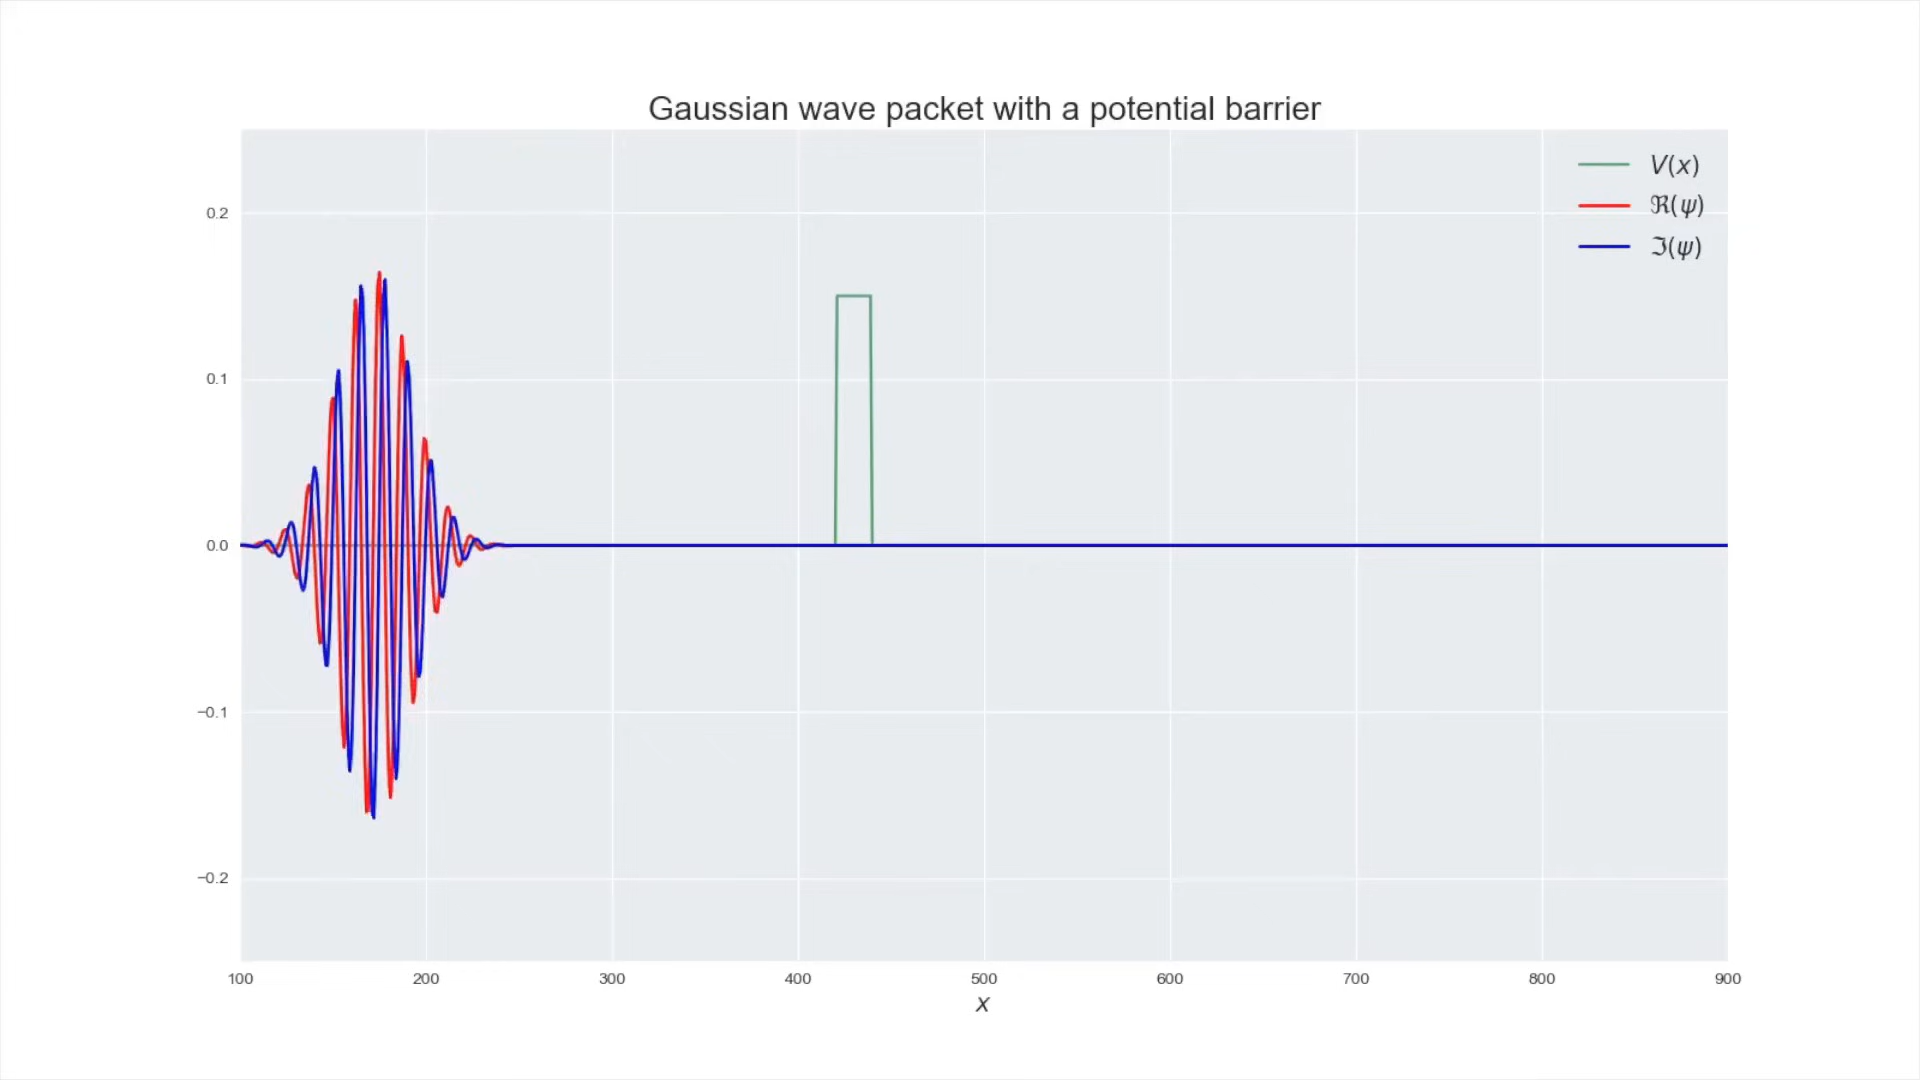 Gaussian wave packet with a potential barrier
V(x)
ℜ(ψ)
ℑ(ψ)
0.2
0.1
0.0
−0.1
−0.2
100 200 300 400 500 600 700 800 900
x